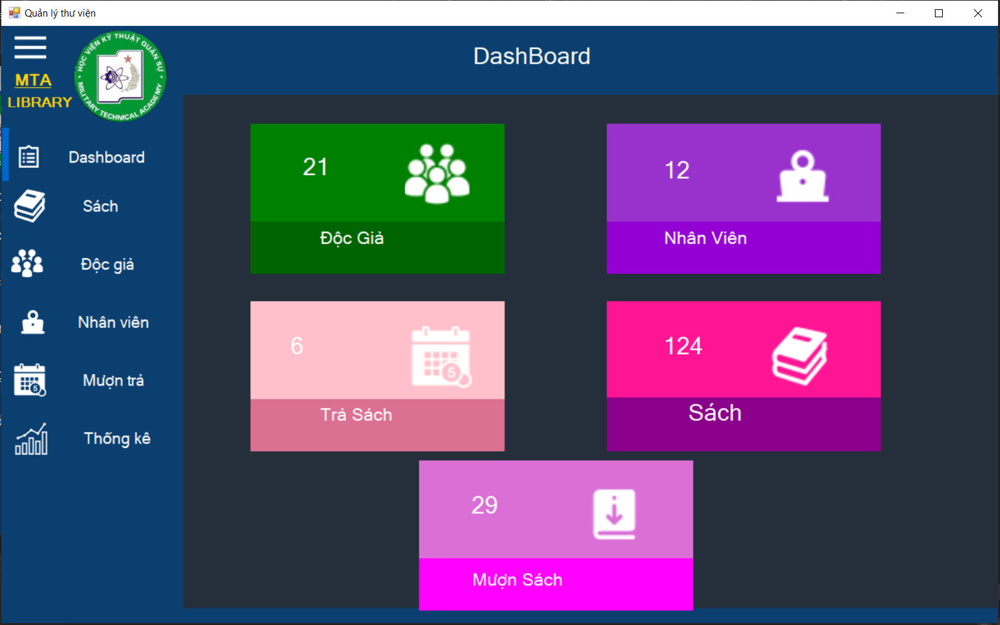 Quản lý thư viện
MTA
LIBRARY
HỌC VIỆN KỸ THUẬT QUÂN SỰ
MILITARY TECHNICAL ACADEMY
DashBoard
Dashboard
Sách
Độc giả
Nhân viên
Mượn trả
5
Thống kê
21
Độc Giả
12
Nhân Viên
6
5
Trả Sách
124
Sách
29
Mượn Sách